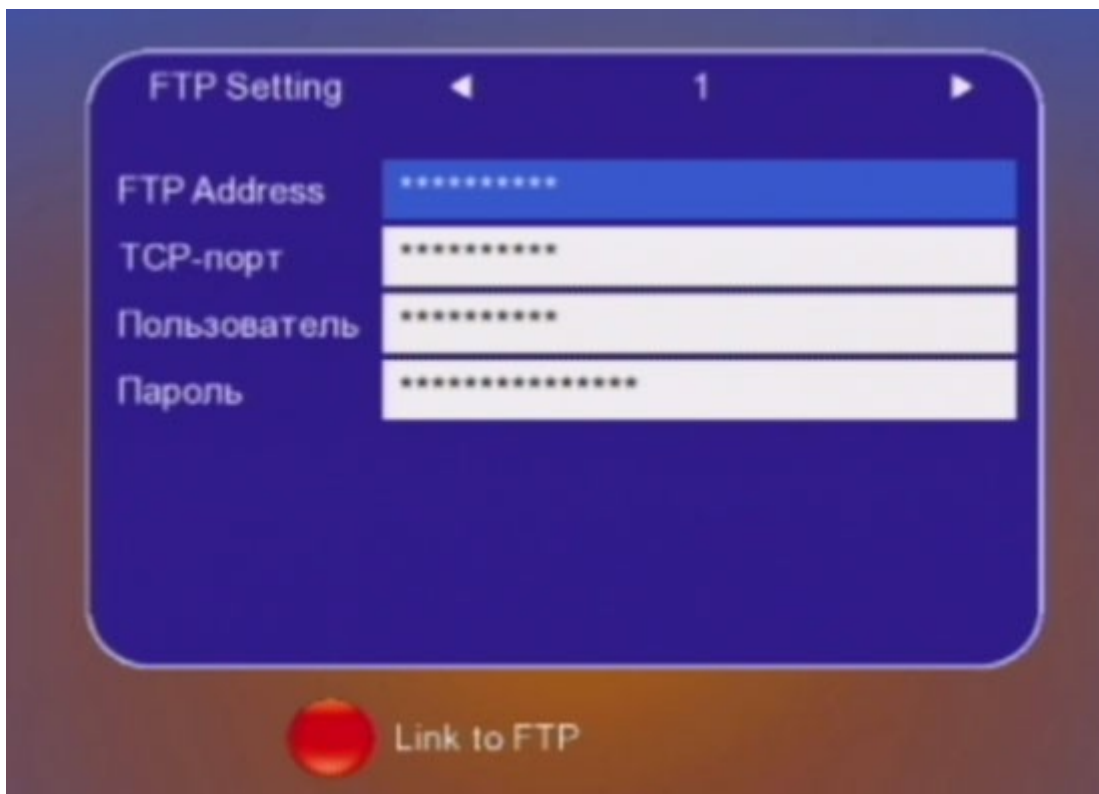 FTP Setting 1
FTP Address **********
TCP-порт **********
Пользователь **********
Пароль ***************
Link to FTP